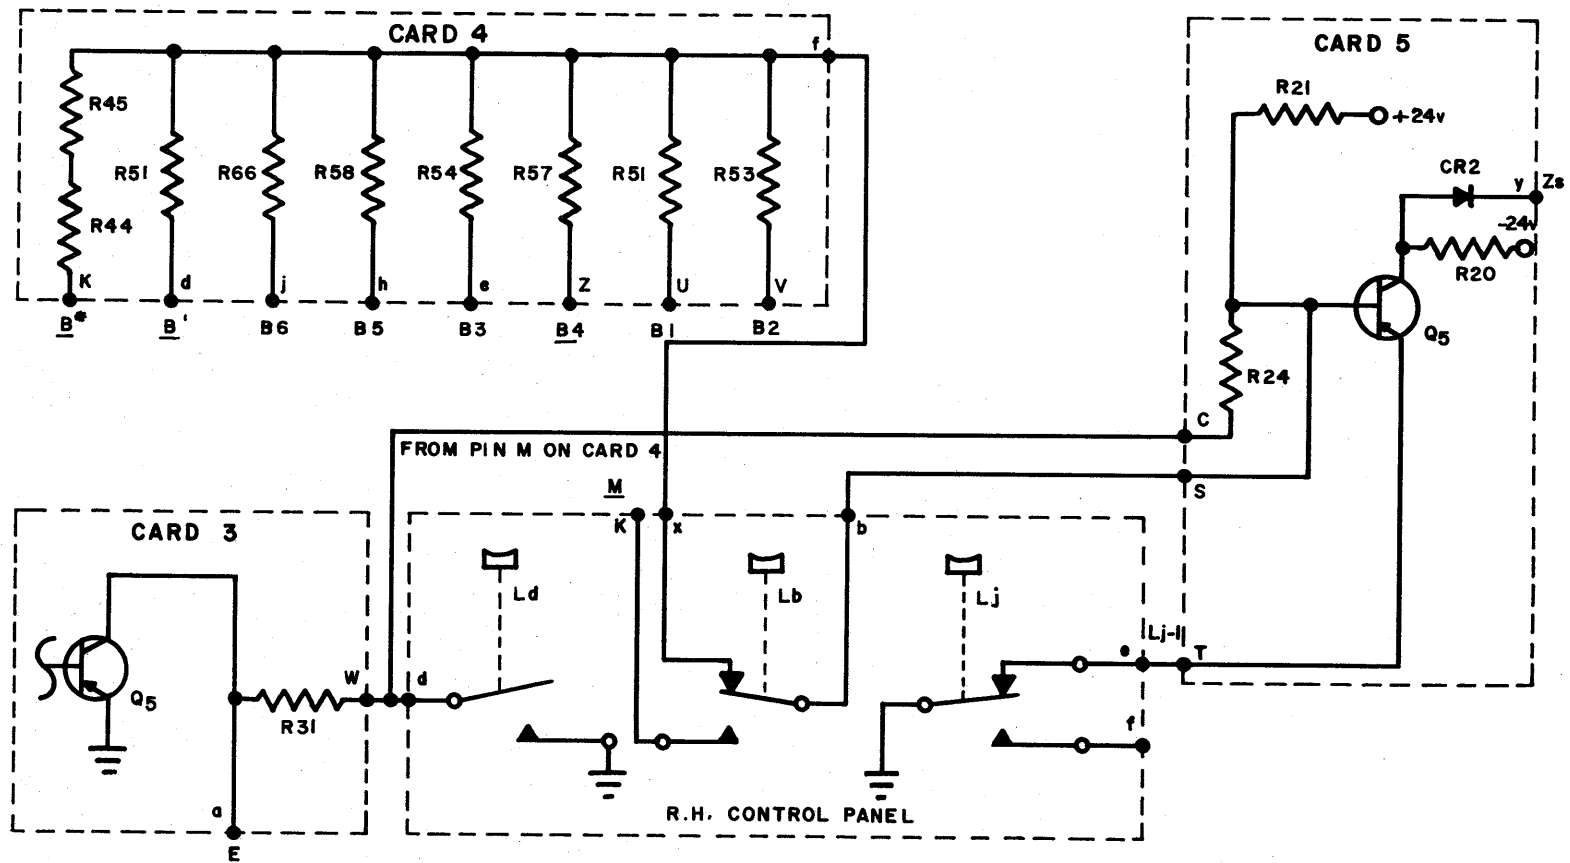 CARD 4
f
R45
R44
R51
R66
R58
R54
R57
R51
R53
K
d
j
h
e
Z
U
V
B*
B'
B6
B5
B3
B4
B1
B2
CARD 5
R21
+24v
CR2
y
Zs
-24v
R20
Q5
R24
C
S
T
FROM PIN M ON CARD 4
M
K
x
b
CARD 3
Q5
R31
W
a
E
d
Ld
Lb
Lj
e
Lj-1
f
R.H. CONTROL PANEL